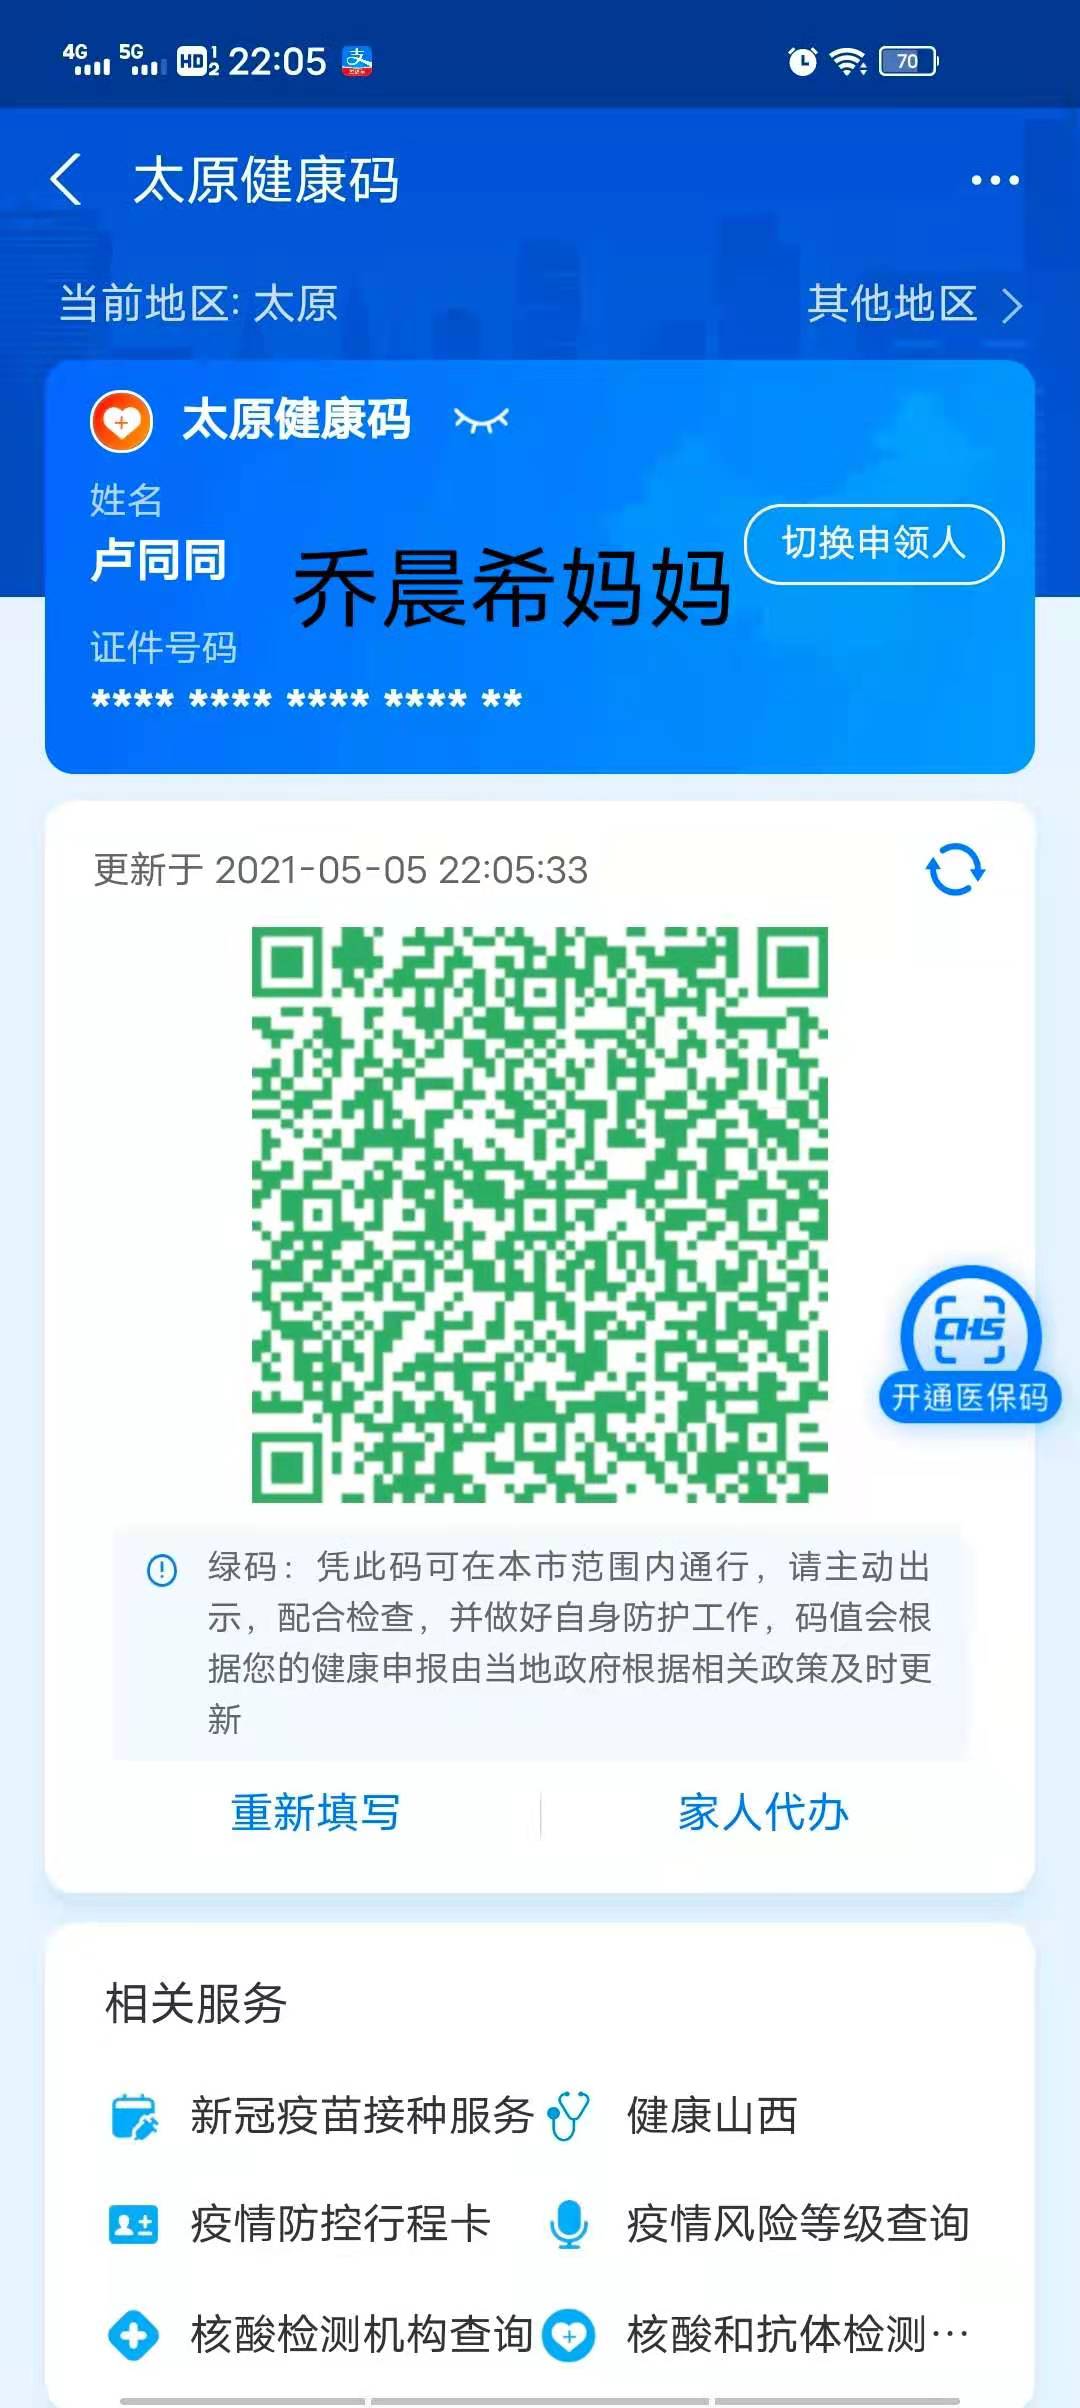 4G 5G HD 1 2 22:05 支 70
太原健康码
当前地区: 太原 其他地区
太原健康码
姓名
卢同同
乔晨希妈妈
切换申领人
证件号码
**** **** **** **** **
更新于 2021-05-05 22:05:33
CHS
开通医保码
绿码：凭此码可在本市范围内通行，请主动出
示，配合检查，并做好自身防护工作，码值会根
据您的健康申报由当地政府根据相关政策及时更
新
重新填写 家人代办
相关服务
新冠疫苗接种服务 健康山西
疫情防控行程卡 疫情风险等级查询
核酸检测机构查询 核酸和抗体检测…